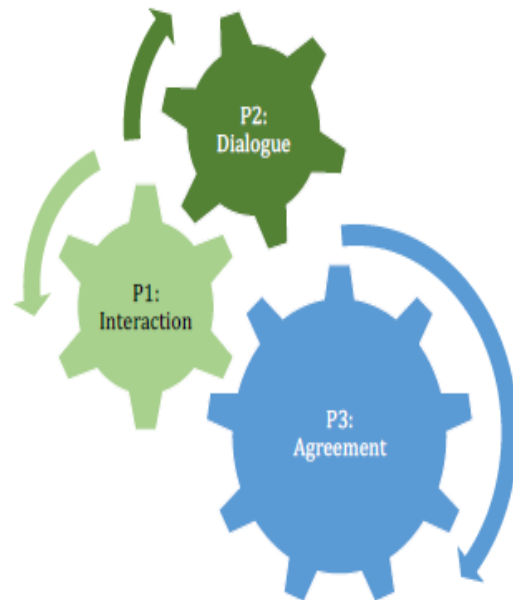 P2:
Dialogue
P1:
Interaction
P3:
Agreement